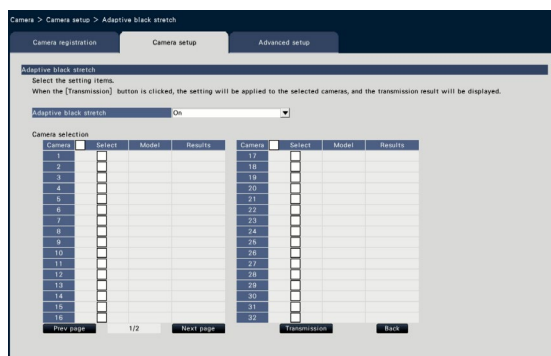 Camera > Camera setup > Adaptive black stretch
Camera registration Camera setup Advanced setup
Adaptive black stretch
Select the setting items.
When the [Transmission] button is clicked, the setting will be applied to the selected cameras, and the transmission result will be displayed.
Adaptive black stretch On
Camera selection
Camera Select Model Results Camera Select Model Results
1 17
2 18
3 19
4 20
5 21
6 22
7 23
8 24
9 25
10 26
11 27
12 28
13 29
14 30
15 31
16 32
Prev page 1/2 Next page Transmission Back